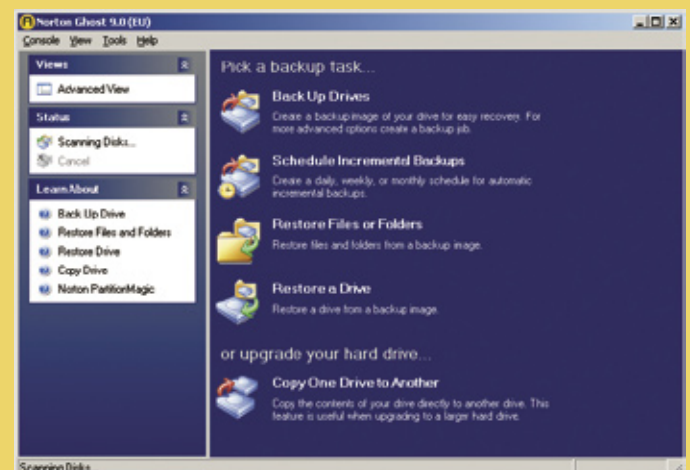 Norton Ghost 9.0 (EU)
Console View Tools Help
Views
Advanced View
Status
Scanning Disks...
Cancel
Learn About
Back Up Drive
Restore Files and Folders
Restore Drive
Copy Drive
Norton PartitionMagic
Pick a backup task...
Back Up Drives
Create a backup image of your drive for easy recovery. For
more advanced options create a backup job.
Schedule Incremental Backups
Create a daily, weekly, or monthly schedule for automatic
incremental backups.
Restore Files or Folders
Restore files and folders from a backup image.
Restore a Drive
Restore a drive from a backup image.
or upgrade your hard drive...
Copy One Drive to Another
Copy the contents of your drive directly to another drive. This
feature is useful when upgrading to a larger hard drive.
Scanning Disks...